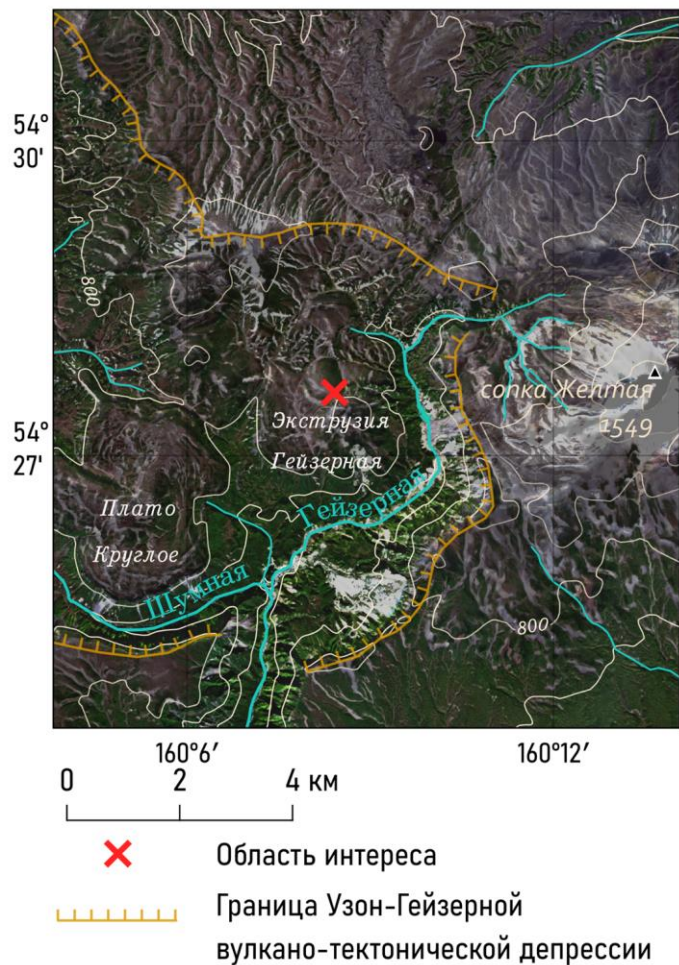 54°
30'
800
сопка Желтая
1549
Экструзия
Гейзерная
54°
27'
Плато
Круглое
Гейзерная
Шумная
800
160°6′
160°12′
0 2 4 км
Область интереса
Граница Узон-Гейзерной
вулкано-тектонической депрессии